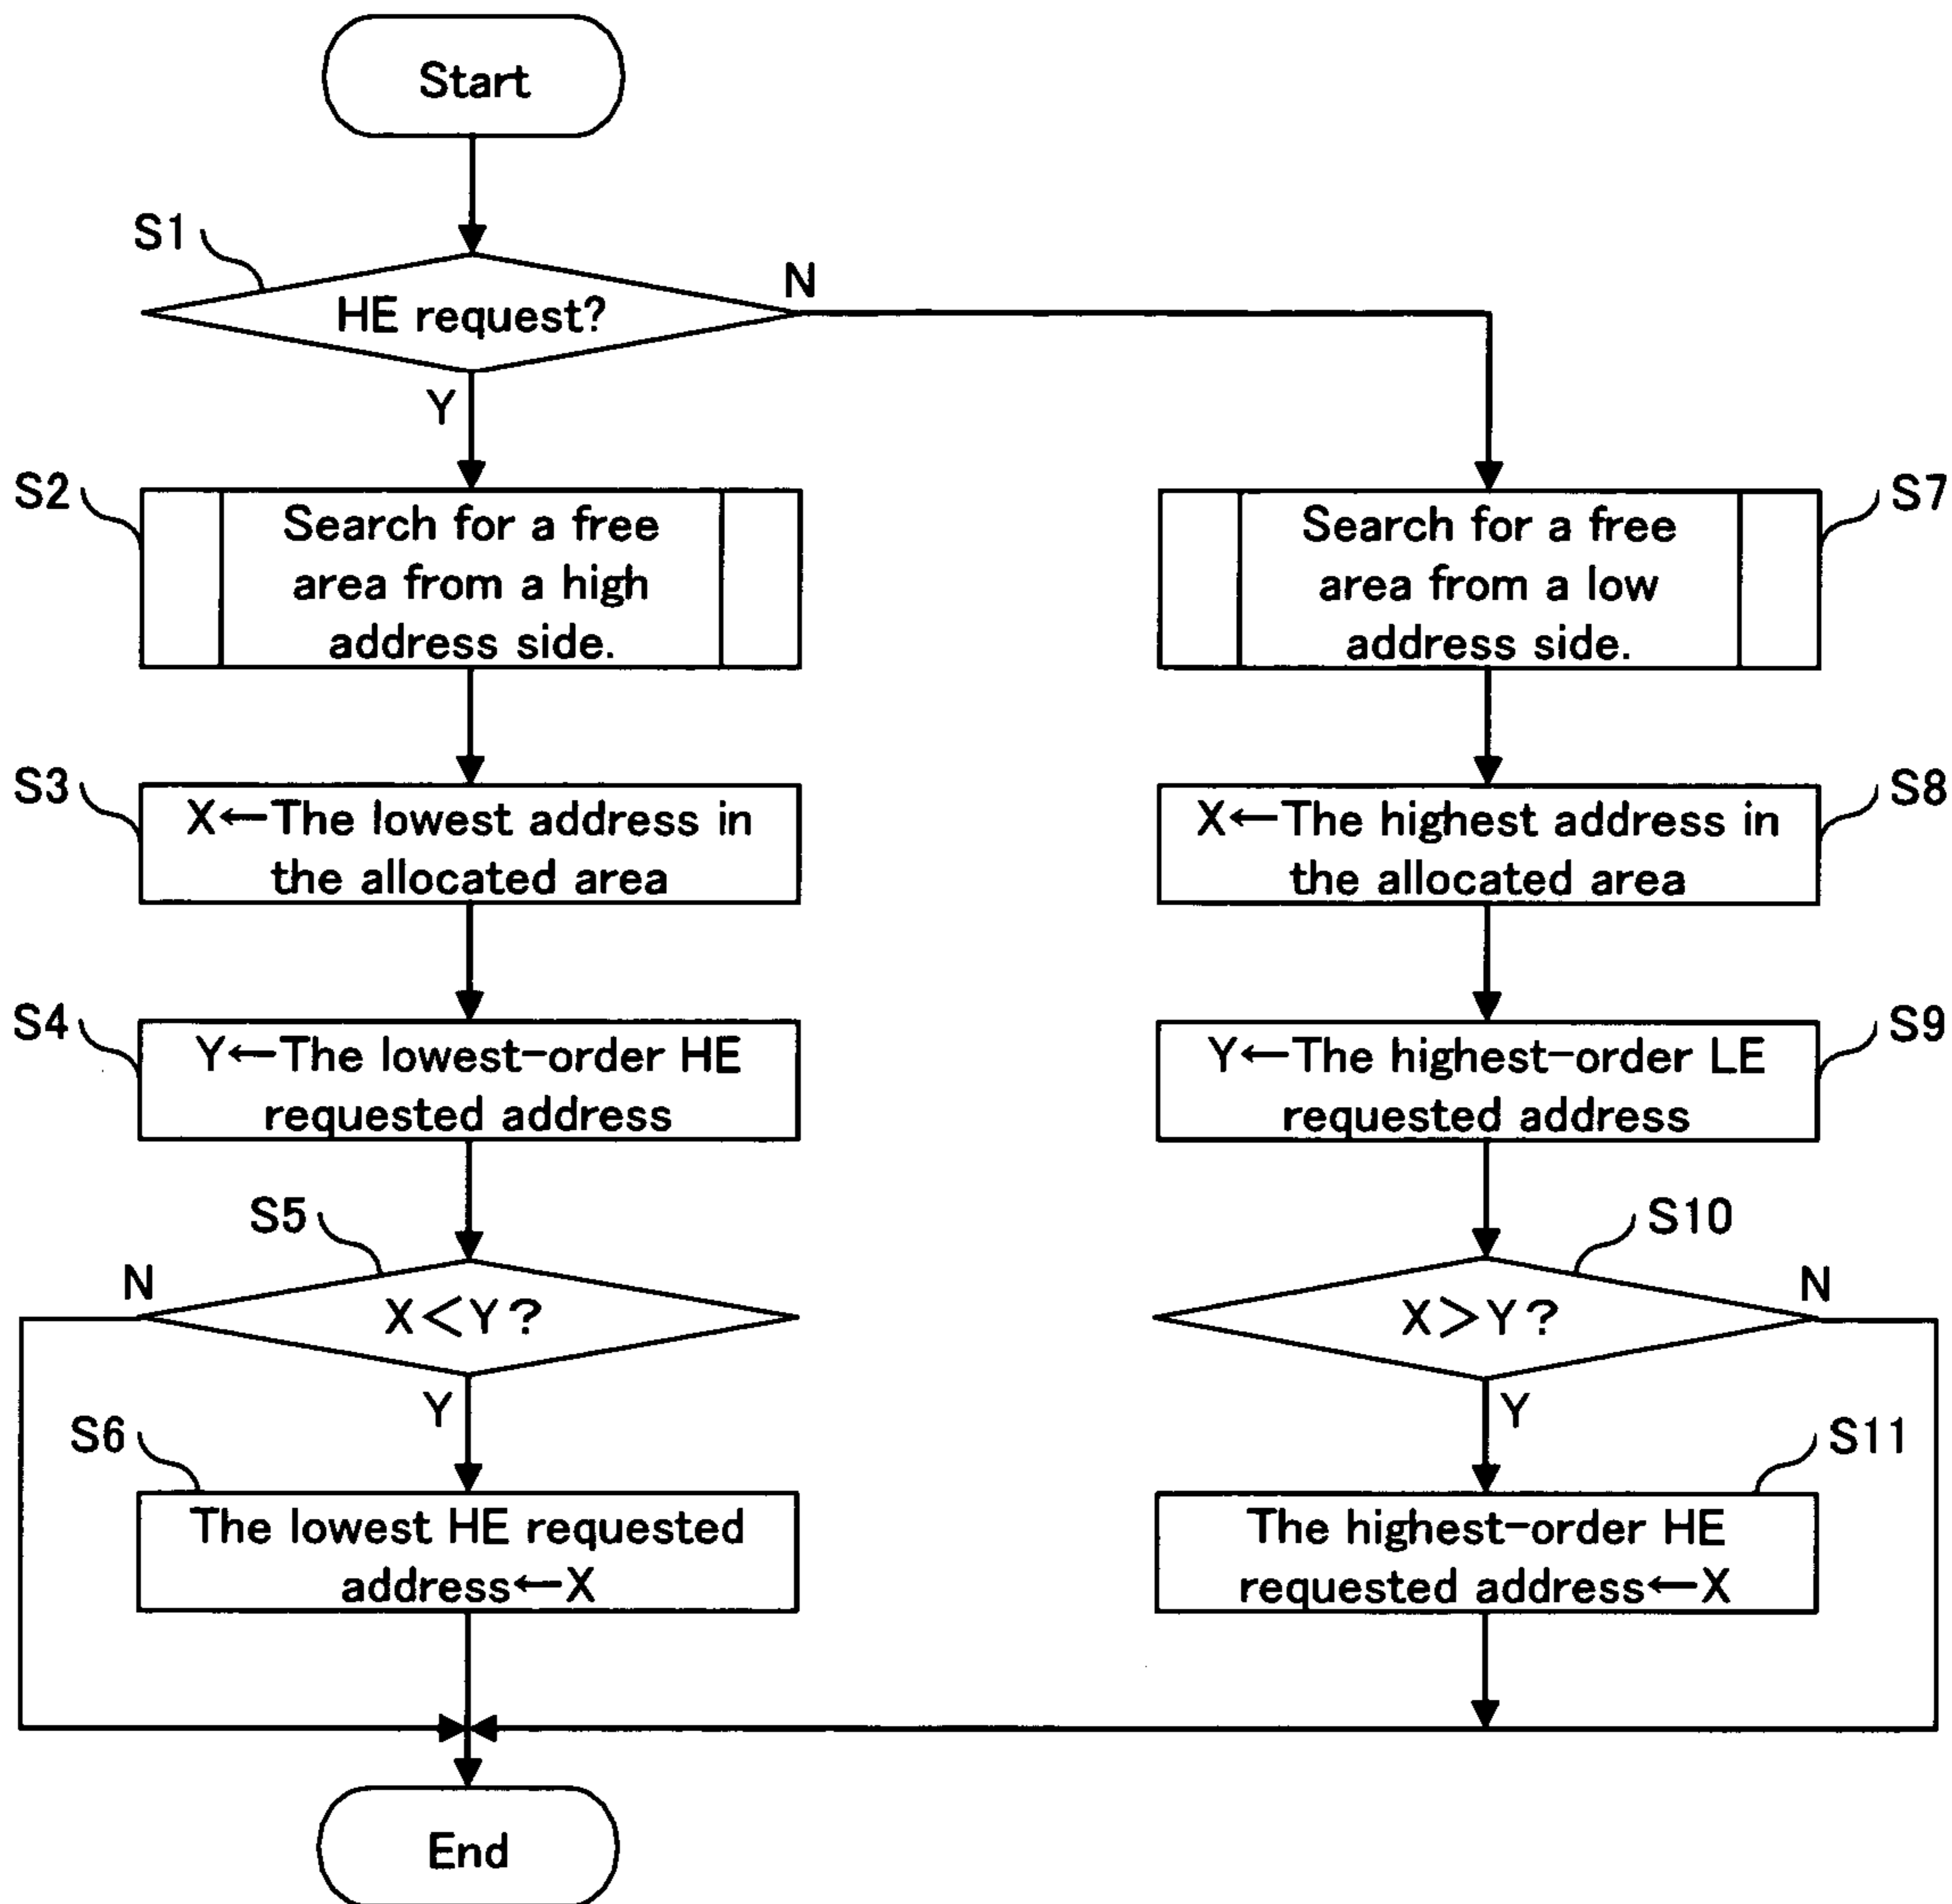 Start
S1
HE request?
N
Y
S2
Search for a free
area from a high
address side.
S3
X←The lowest address in
the allocated area
S4
Y←The lowest-order HE
requested address
S5
N
X<Y?
Y
S6
The lowest HE requested
address←X
S7
Search for a free
area from a low
address side.
S8
X←The highest address in
the allocated area
S9
Y←The highest-order LE
requested address
S10
N
X>Y?
Y
S11
The highest-order HE
requested address←X
End